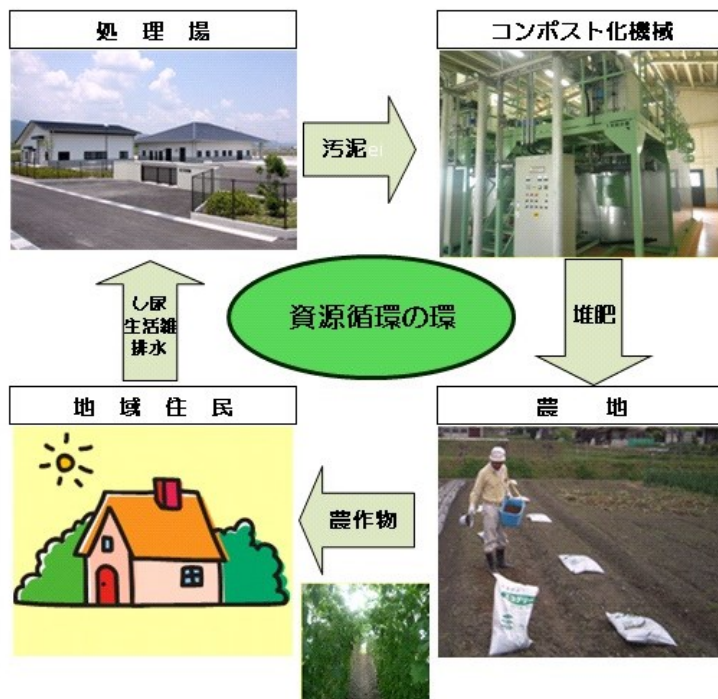 処理場
コンポスト化機械
汚泥
資源循環の環
し尿
生活雑
排水
堆肥
地域住民
農地
農作物